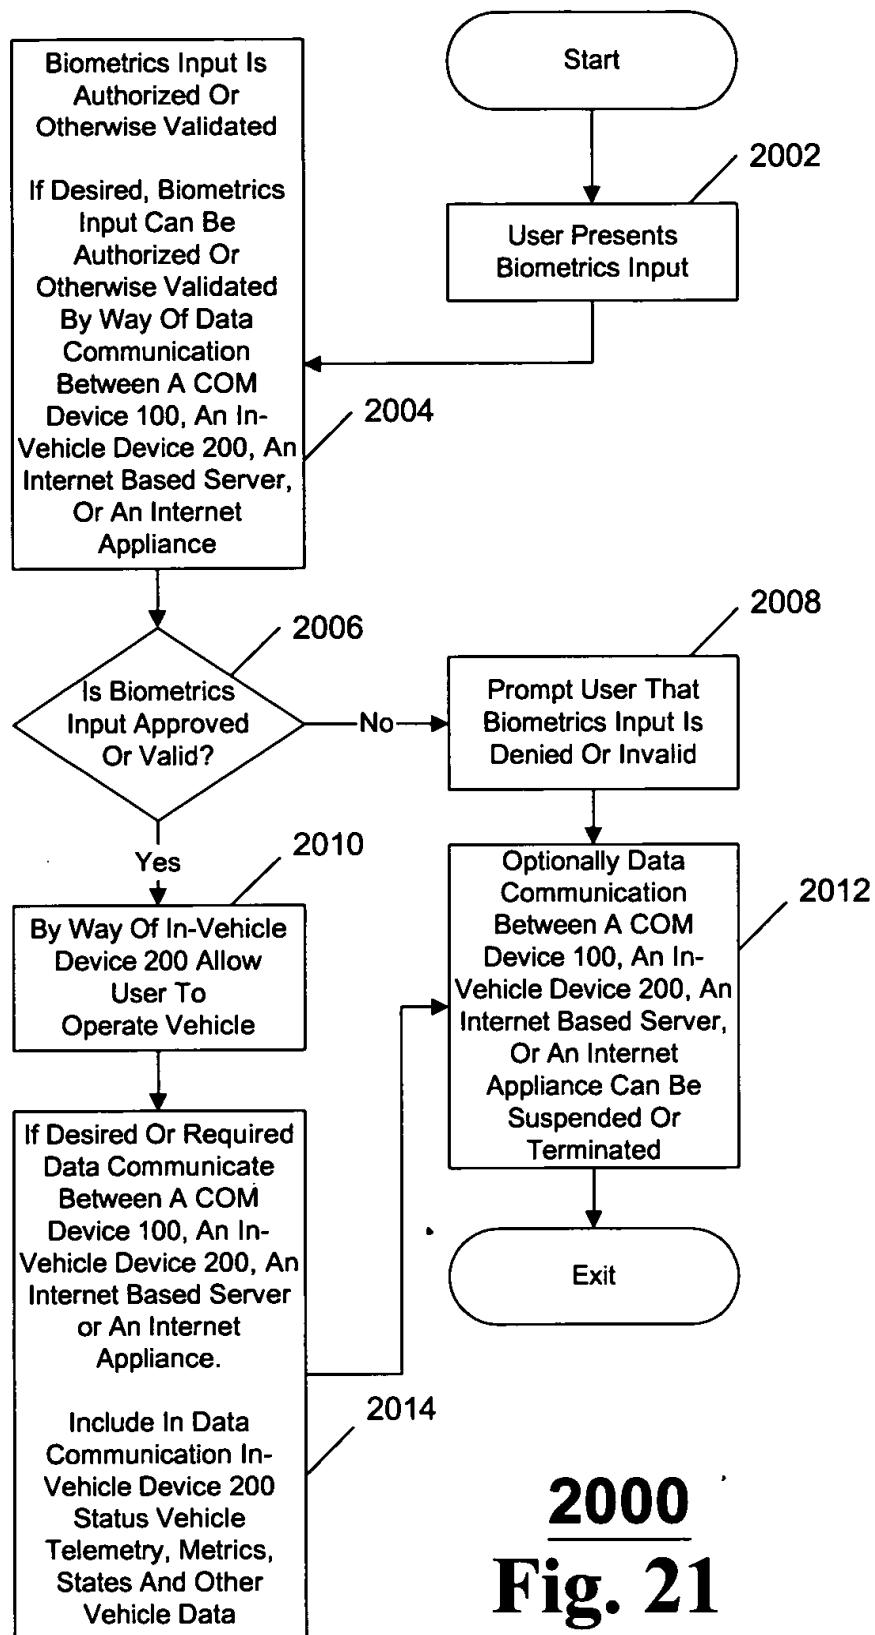 Start
2002
User Presents
Biometrics Input
Biometrics Input Is
Authorized Or
Otherwise Validated
If Desired, Biometrics
Input Can Be
Authorized Or
Otherwise Validated
By Way Of Data
Communication
Between A COM
Device 100, An In-
Vehicle Device 200, An
Internet Based Server,
Or An Internet
Appliance
2004
2006
Is Biometrics
Input Approved
Or Valid?
No
2008
Prompt User That
Biometrics Input Is
Denied Or Invalid
Yes
2010
By Way Of In-Vehicle
Device 200 Allow
User To
Operate Vehicle
Optionally Data
Communication
Between A COM
Device 100, An In-
Vehicle Device 200, An
Internet Based Server,
Or An Internet
Appliance Can Be
Suspended Or
Terminated
2012
If Desired Or Required
Data Communicate
Between A COM
Device 100, An In-
Vehicle Device 200, An
Internet Based Server
or An Internet
Appliance.
Include In Data
Communication In-
Vehicle Device 200
Status Vehicle
Telemetry, Metrics,
States And Other
Vehicle Data
2014
Exit
2000
Fig. 21